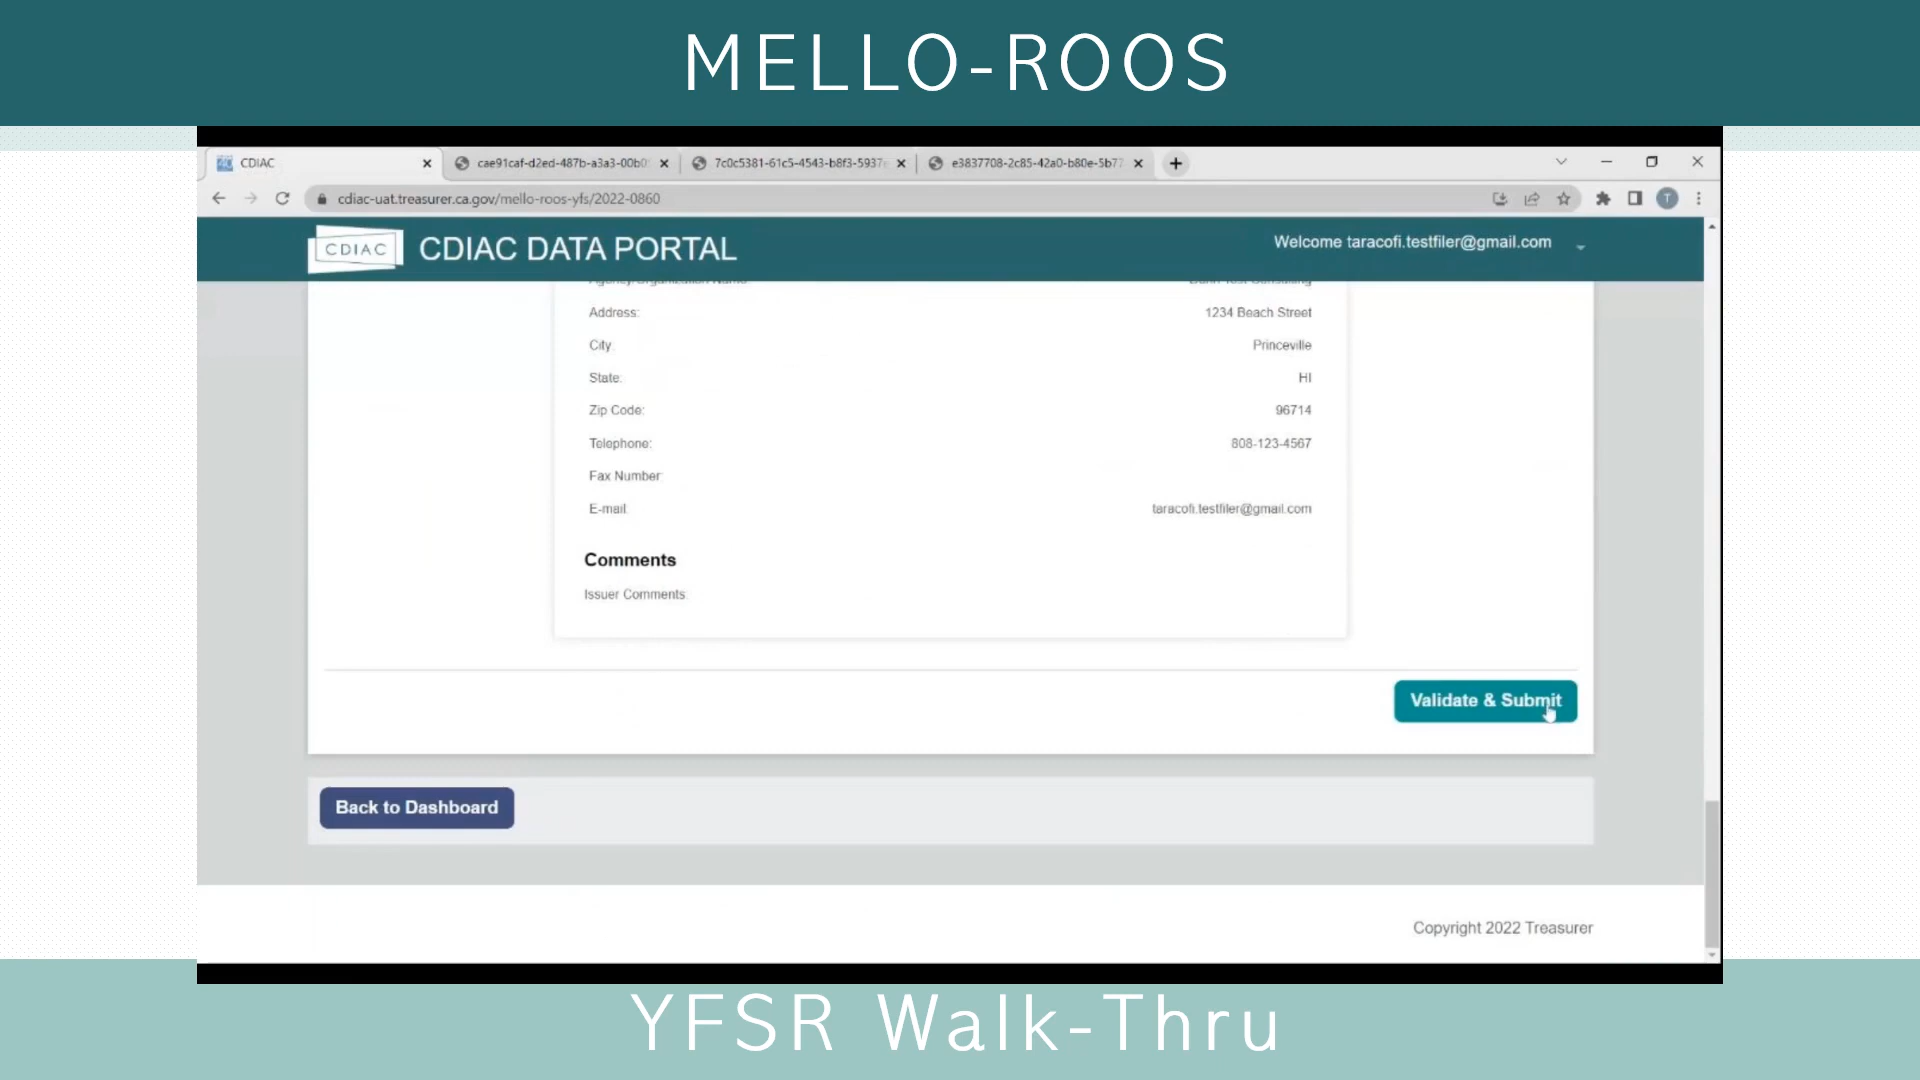 MELLO-ROOS
CDIAC
cae91caf-d2ed-487b-a3a3-00b0
7c0c5381-61c5-4543-b8f3-5937
e3837708-2c85-42a0-b80e-5b77
cdiac-uat.treasurer.ca.gov/mello-roos-yfs/2022-0860
T
CDIAC
CDIAC DATA PORTAL
Welcome taracofi.testfiler@gmail.com
Address: 1234 Beach Street
City Princeville
State: HI
Zip Code: 96714
Telephone: 808-123-4567
Fax Number
E-mail: taracofi.testfiler@gmail.com
Comments
Issuer Comments:
Validate & Submit
Back to Dashboard
Copyright 2022 Treasurer
YFSR Walk-Thru